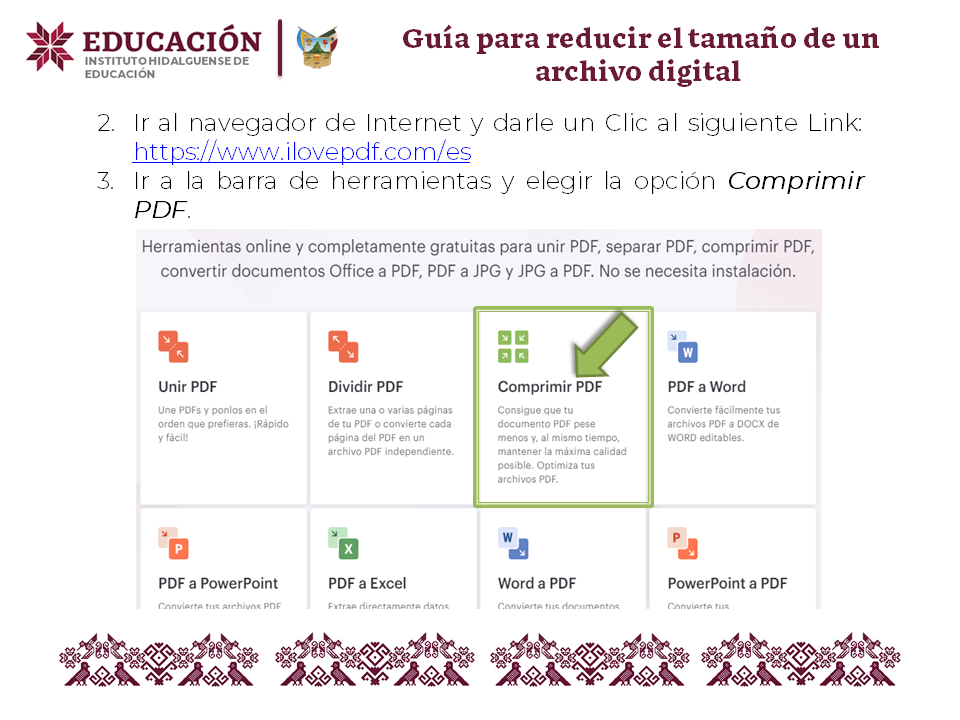 EDUCACIÓN
INSTITUTO HIDALGUENSE DE
EDUCACIÓN
Guía para reducir el tamaño de un
archivo digital
2. Ir al navegador de Internet y darle un Clic al siguiente Link:
https://www.ilovepdf.com/es
3. Ir a la barra de herramientas y elegir la opción Comprimir
PDF.
Herramientas online y completamente gratuitas para unir PDF, separar PDF, comprimir PDF,
convertir documentos Office a PDF, PDF a JPG y JPG a PDF. No se necesita instalación.
Unir PDF
Une PDFs y ponlos en el
orden que prefieras. ¡Rápido
y fácil!
Dividir PDF
Extrae una o varias páginas
de tu PDF o convierte cada
página del PDF en un
archivo PDF independiente.
Comprimir PDF
Consigue que tu
documento PDF pese
menos y, al mismo tiempo,
mantener la máxima calidad
posible. Optimiza tus
archivos PDF.
W
PDF a Word
Convierte fácilmente tus
archivos PDF a DOCX de
WORD editables.
P
PDF a PowerPoint
Convierte tus archivos PDF
X
PDF a Excel
Extrae directamente datos
W
Word a PDF
Convierte tus documentos
P
PowerPoint a PDF
Convierte tus